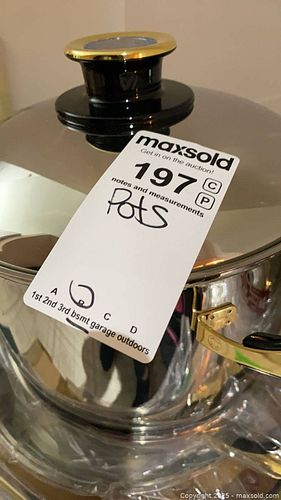 maxsold
Get in on the auction!
197 C
P
notes and measurements
Pots
A B C D
1st 2nd 3rd bsmt garage outdoors
Copyright 2025 - maxsold.com